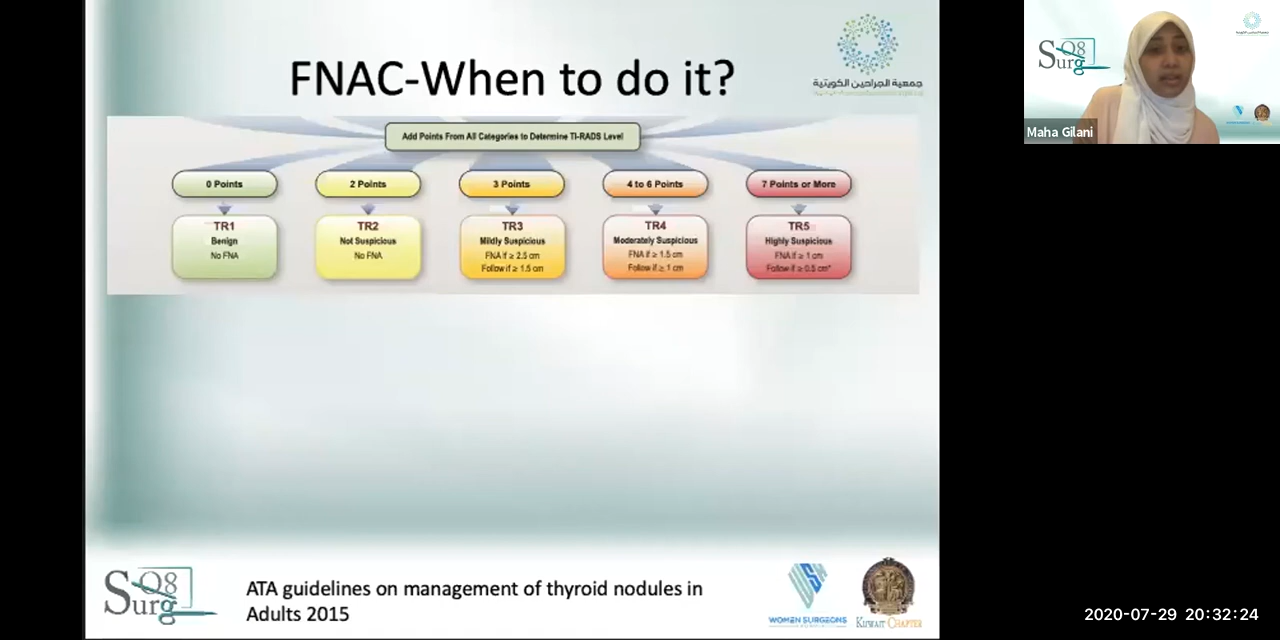 FNAC-When to do it?
جمعية الجراحين الكويتية
Add Points From All Categories to Determine TI-RADS Level
0 Points
2 Points
3 Points
4 to 6 Points
7 Points or More
TR1
Benign
No FNA
TR2
Not Suspicious
No FNA
TR3
Mildly Suspicious
FNA if ≥ 2.5 cm
Follow if ≥ 1.5 cm
TR4
Moderately Suspicious
FNA if ≥ 1.5 cm
Follow if ≥ 1 cm
TR5
Highly Suspicious
FNA if ≥ 1 cm
Follow if ≥ 0.5 cm*
SurgQ8
ATA guidelines on management of thyroid nodules in
Adults 2015
WOMEN SURGEONS
KUWAIT CHAPTER
SurgQ8
Maha Gilani
2020-07-29 20:32:24